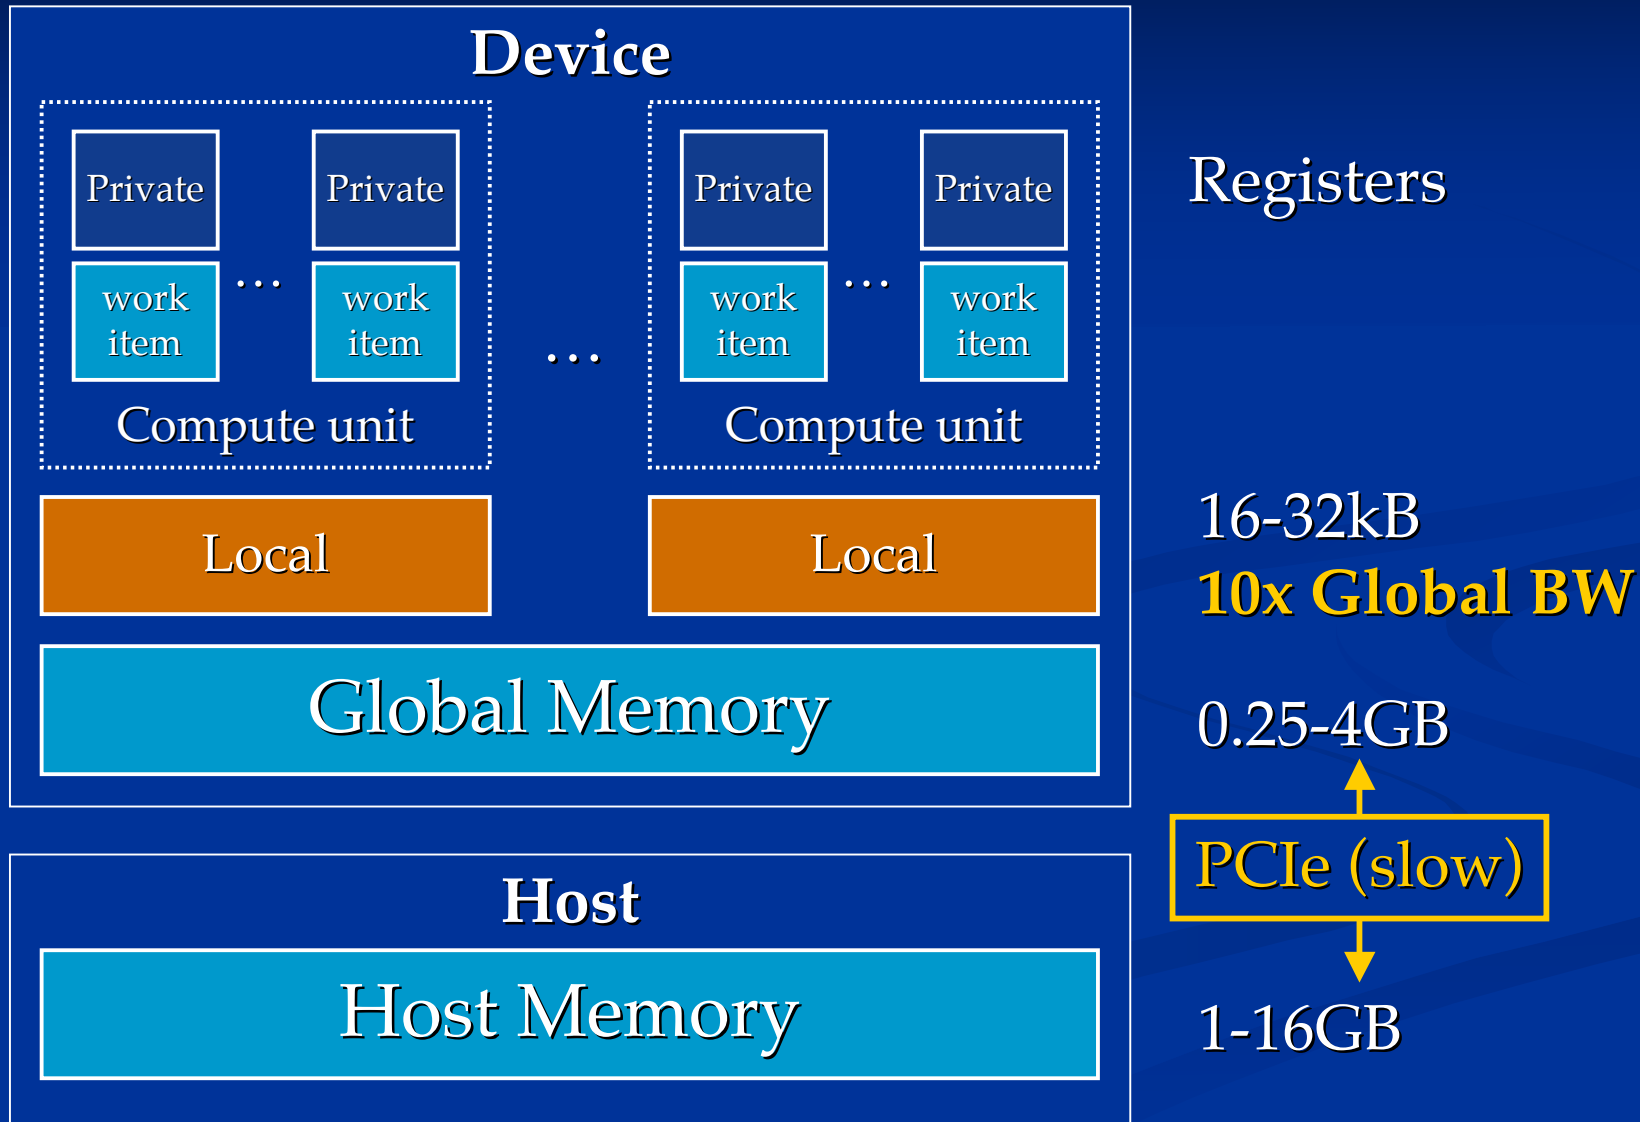 Device
Private
Private
Private
Private
Registers
work
item
…
work
item
…
work
item
…
work
item
Compute unit
Compute unit
Local
Local
16-32kB
10x Global BW
Global Memory
0.25-4GB
PCIe (slow)
Host
Host Memory
1-16GB